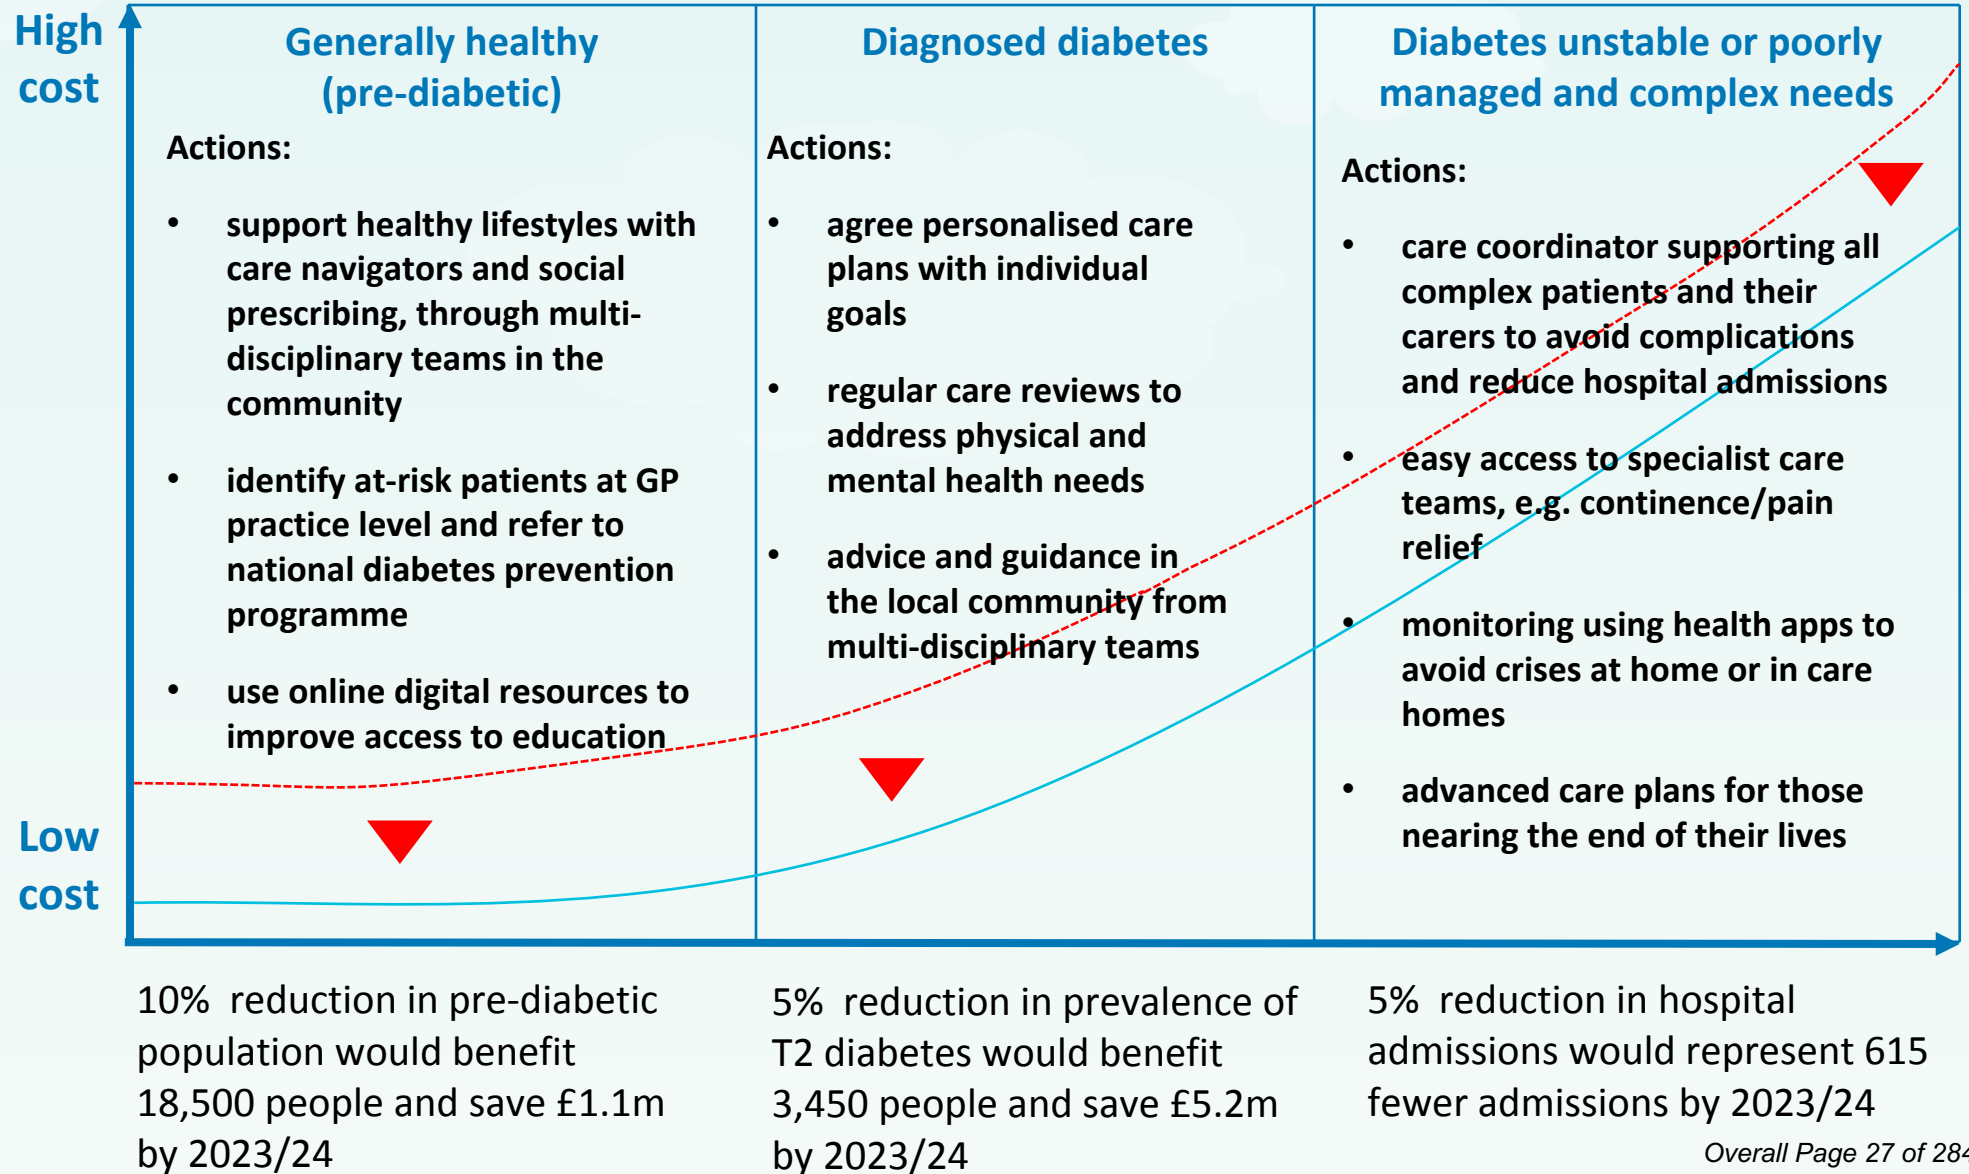 High
cost
Generally healthy
(pre-diabetic)
Actions:
• support healthy lifestyles with
care navigators and social
prescribing, through multi-
disciplinary teams in the
community
• identify at-risk patients at GP
practice level and refer to
national diabetes prevention
programme
• use online digital resources to
improve access to education
Diagnosed diabetes
Actions:
• agree personalised care
plans with individual
goals
• regular care reviews to
address physical and
mental health needs
• advice and guidance in
the local community from
multi-disciplinary teams
Diabetes unstable or poorly
managed and complex needs
Actions:
• care coordinator supporting all
complex patients and their
carers to avoid complications
and reduce hospital admissions
• easy access to specialist care
teams, e.g. continence/pain
relief
• monitoring using health apps to
avoid crises at home or in care
homes
• advanced care plans for those
nearing the end of their lives
Low
cost
10% reduction in pre-diabetic
population would benefit
18,500 people and save £1.1m
by 2023/24
5% reduction in prevalence of
T2 diabetes would benefit
3,450 people and save £5.2m
by 2023/24
5% reduction in hospital
admissions would represent 615
fewer admissions by 2023/24
Overall Page 27 of 284